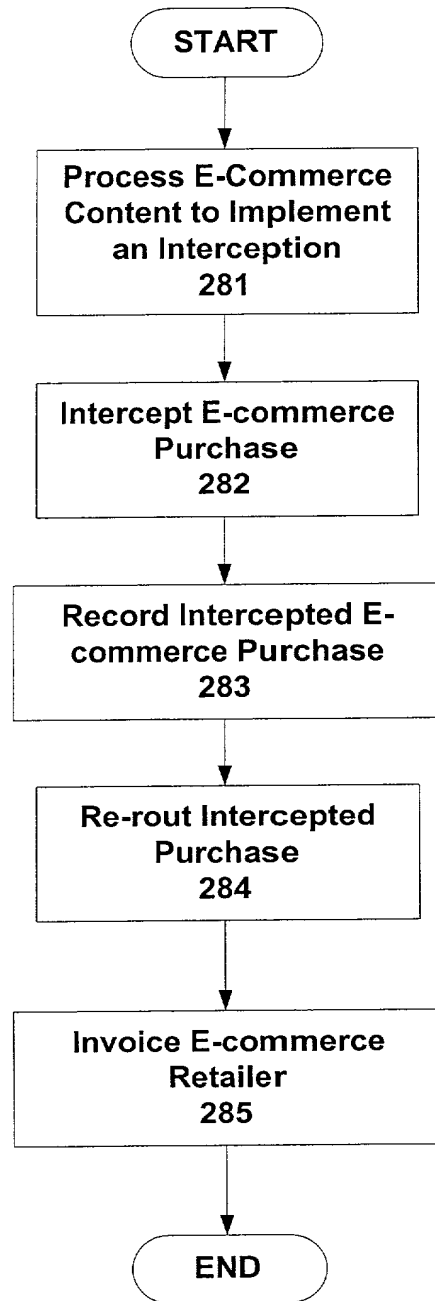 START
Process E-Commerce
Content to Implement
an Interception
281
Intercept E-commerce
Purchase
282
Record Intercepted E-
commerce Purchase
283
Re-rout Intercepted
Purchase
284
Invoice E-commerce
Retailer
285
END